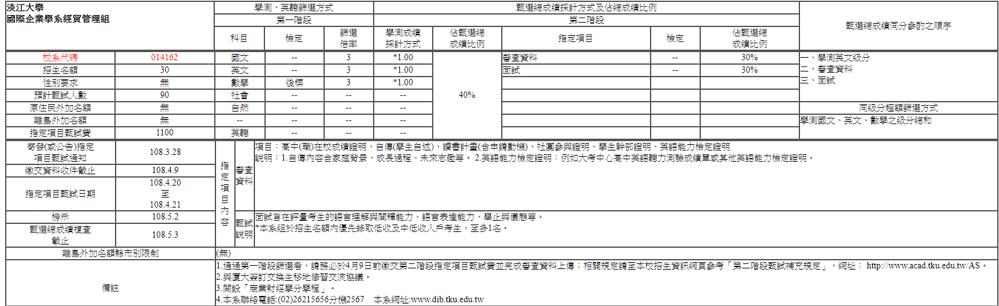 淡江大學
國際企業學系經貿管理組
學測、英聽篩選方式
甄選總成績採計方式及佔總成績比例
甄選總成績同分參酌之順序
第一階段
第二階段
科目
檢定
篩選
倍率
學測成績
採計方式
佔甄選總
成績比例
指定項目
檢定
佔甄選總
成績比例
校系代碼 014162 國文 -- 3 *1.00 審查資料 -- 30% 一、學測英文級分
招生名額 30 英文 -- 3 *1.00 面試 -- 30% 二、審查資料
性別要求 無 數學 後標 3 *1.00 三、面試
預計甄試人數 90 社會 -- -- -- 40%
原住民外加名額 無 自然 -- -- -- 同級分超額篩選方式
離島外加名額 無 -- -- -- -- 學測國文、英文、數學之級分總和
指定項目甄試費 1100 英聽 -- -- --
寄發(或公告)指定
項目甄試通知
108.3.28
繳交資料收件截止 108.4.9
指定項目甄試日期
108.4.20
至
108.4.21
榜示 108.5.2
甄選總成績複查
截止
108.5.3
指定項目內容
審查
資料
項目：高中(職)在校成績證明、自傳(學生自述)、讀書計畫(含申請動機)、社團參與證明、學生幹部證明、英語能力檢定證明
說明：1.自傳內容含家庭背景、成長過程、未來志趣等。 2.英語能力檢定證明：例如大考中心高中英語聽力測驗成績單或其他英語能力檢定證明。
甄試
說明
面試旨在評量考生的語言理解與闡釋能力、語言表達能力、舉止與儀態等。
*本系組於招生名額內優先錄取低收及中低收入戶考生，至多1名。
離島外加名額縣市別限制 (無)
備註
1.通過第一階段篩選者，請務必於4月9日前繳交第二階段指定項目甄試費並完成審查資料上傳；相關規定請至本校招生資訊網頁參考「第二階段甄試補充規定」，網址： http://www.acad.tku.edu.tw/AS。
2.與廈大簽訂交換生移地修習交流協議。
3.開設「商業財經學分學程」。
4.本系聯絡電話:(02)26215656分機2567 本系網址:www.dib.tku.edu.tw